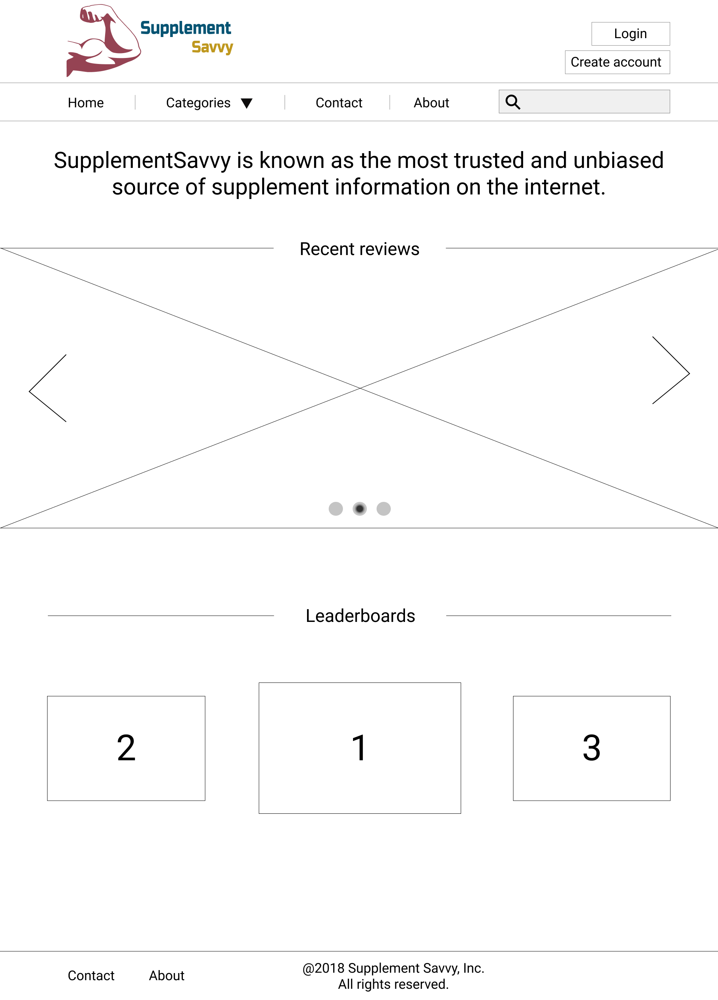 Supplement
Savvy
Login
Create account
Home
Categories
Contact
About
SupplementSavvy is known as the most trusted and unbiased
source of supplement information on the internet.
Recent reviews
Leaderboards
2
1
3
Contact
About
@2018 Supplement Savvy, Inc.
All rights reserved.